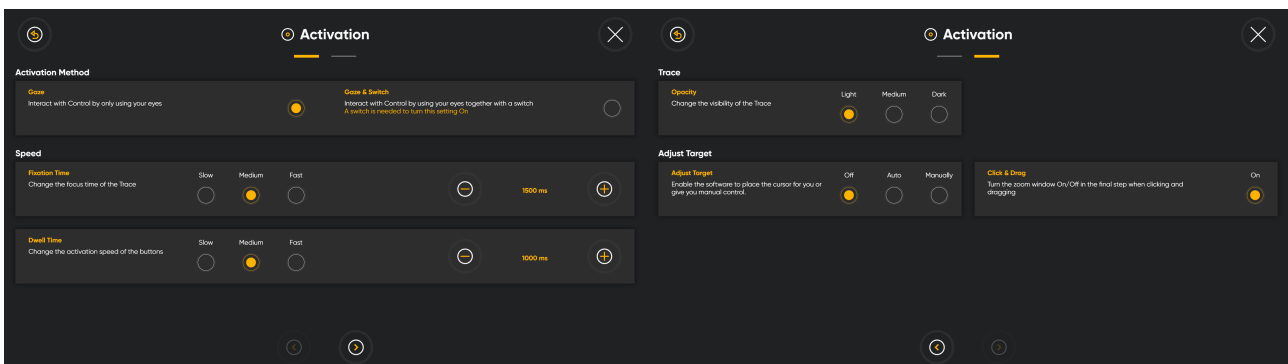 Activation
Activation Method
Gaze
Interact with Control by only using your eyes
Gaze & Switch
Interact with Control by using your eyes together with a switch
A switch is needed to turn this setting On
Speed
Fixation Time
Change the focus time of the Trace
Slow Medium Fast
1500 ms
Dwell Time
Change the activation speed of the buttons
Slow Medium Fast
1000 ms
Activation
Trace
Opacity
Change the visibility of the Trace
Light Medium Dark
Adjust Target
Adjust Target
Enable the software to place the cursor for you or
give you manual control.
Off Auto Manually
Click & Drag
Turn the zoom window On/Off in the final step when clicking and
dragging
On